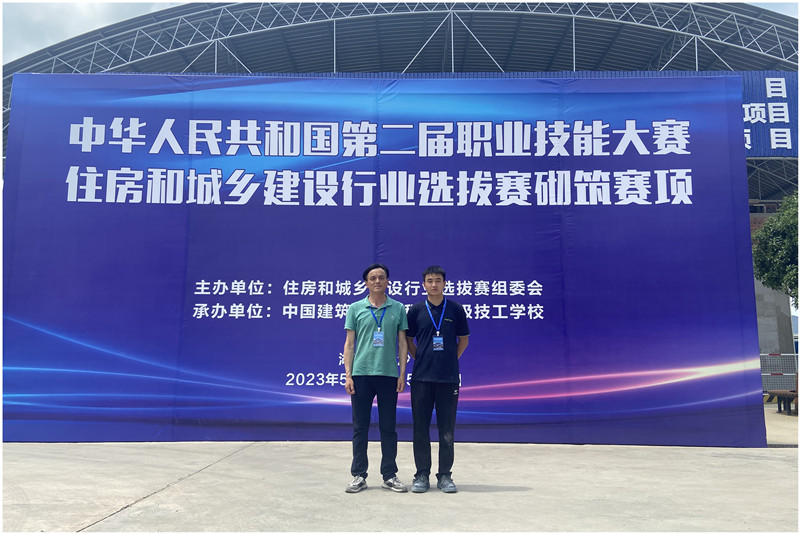 中华人民共和国第二届职业技能大赛
住房和城乡建设行业选拔赛砌筑赛项
主办单位：住房和城乡 设行业选拔赛组委会
承办单位：中国建筑 级技工学校
2023年5
目
项目
目